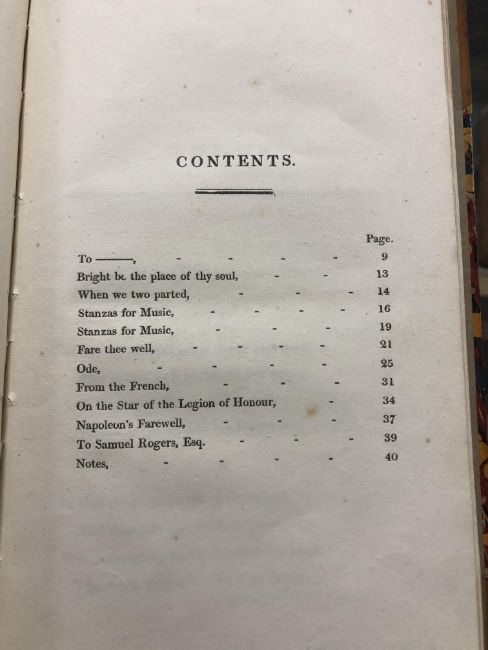 CONTENTS.
Page.
To ———, - - - - 9
Bright be the place of thy soul, - - 13
When we two parted, - - - 14
Stanzas for Music, - - - - 16
Stanzas for Music, - - - 19
Fare thee well, - - - - 21
Ode, - - - - 25
From the French, - - - 31
On the Star of the Legion of Honour, - 34
Napoleon's Farewell, - - - 37
To Samuel Rogers, Esq. - - - 39
Notes, - - - - 40